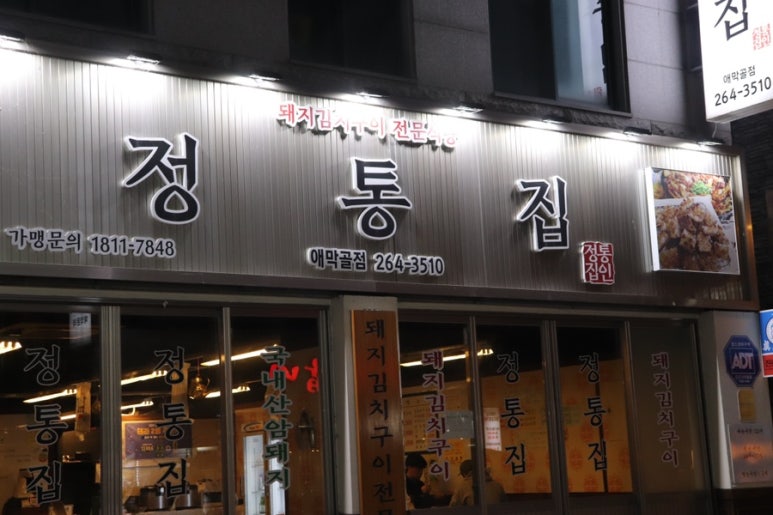 집
애막골점
264-3510
돼지김치구이 전문식당
정통집
가맹문의 1811-7848
애막골점 264-3510
정통
집인
정통집
정통집
국내산암돼지
돼지김치구이전문
돼지김치구이
정통집
정통집
돼지김치구이
ADT